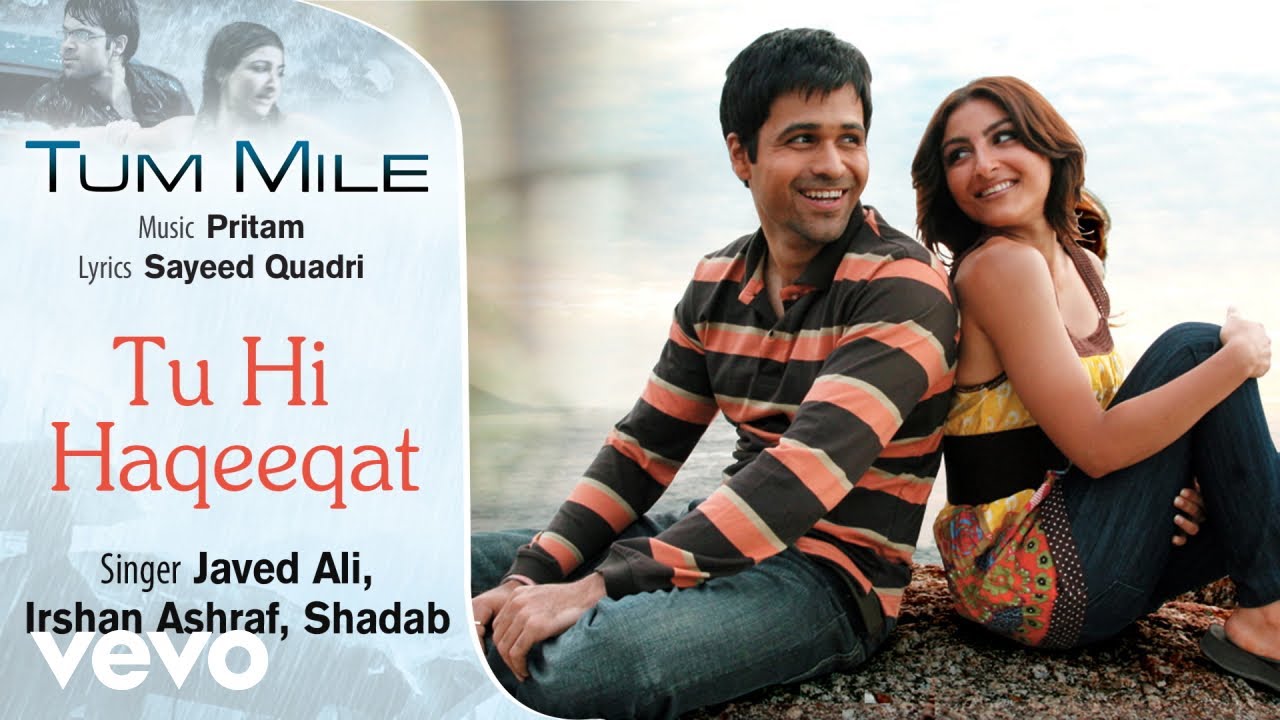 TUM MILE
Music Pritam
Lyrics Sayeed Quadri
Tu Hi
Haqeeqat
Singer Javed Ali,
Irshan Ashraf, Shadab
vevo